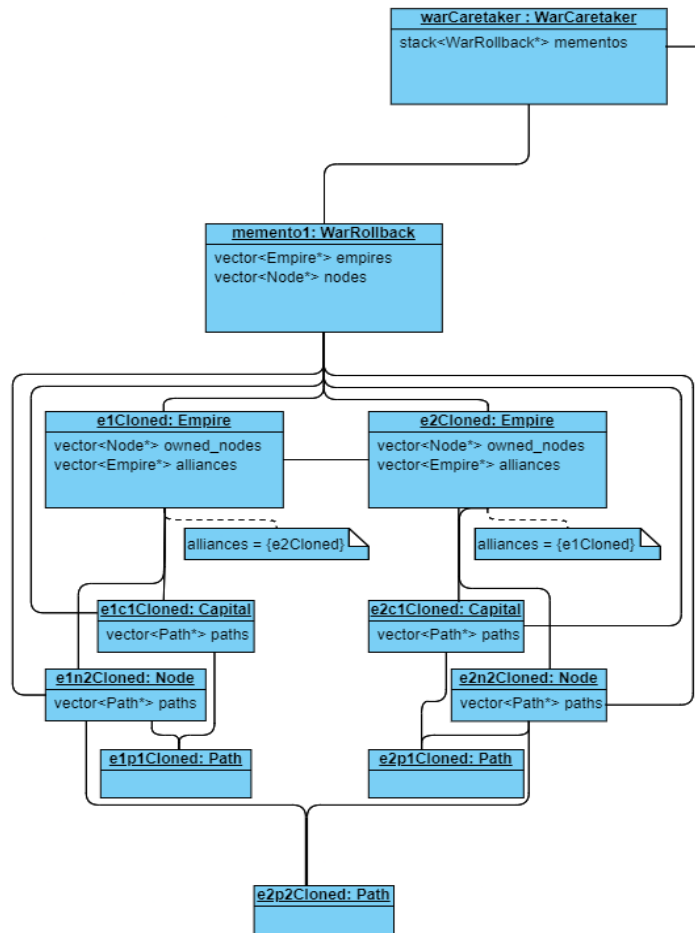 warCaretaker : WarCaretaker
stack<WarRollback*> mementos
memento1: WarRollback
vector<Empire*> empires
vector<Node*> nodes
e1Cloned: Empire
vector<Node*> owned_nodes
vector<Empire*> alliances
e2Cloned: Empire
vector<Node*> owned_nodes
vector<Empire*> alliances
alliances = {e2Cloned}
alliances = {e1Cloned}
e1c1Cloned: Capital
vector<Path*> paths
e2c1Cloned: Capital
vector<Path*> paths
e1n2Cloned: Node
vector<Path*> paths
e2n2Cloned: Node
vector<Path*> paths
e1p1Cloned: Path
e2p1Cloned: Path
e2p2Cloned: Path